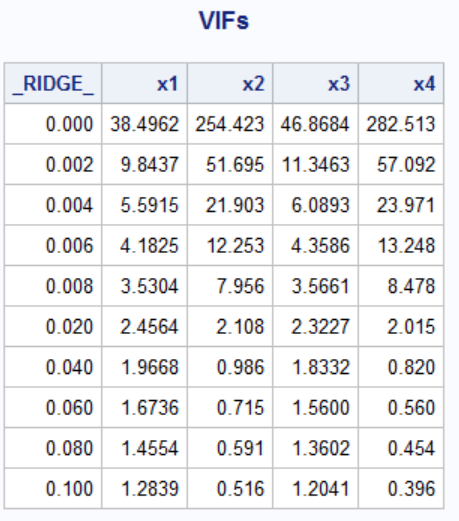 VIFs
_RIDGE_ x1 x2 x3 x4
0.000 38.4962 254.423 46.8684 282.513
0.002 9.8437 51.695 11.3463 57.092
0.004 5.5915 21.903 6.0893 23.971
0.006 4.1825 12.253 4.3586 13.248
0.008 3.5304 7.956 3.5661 8.478
0.020 2.4564 2.108 2.3227 2.015
0.040 1.9668 0.986 1.8332 0.820
0.060 1.6736 0.715 1.5600 0.560
0.080 1.4554 0.591 1.3602 0.454
0.100 1.2839 0.516 1.2041 0.396